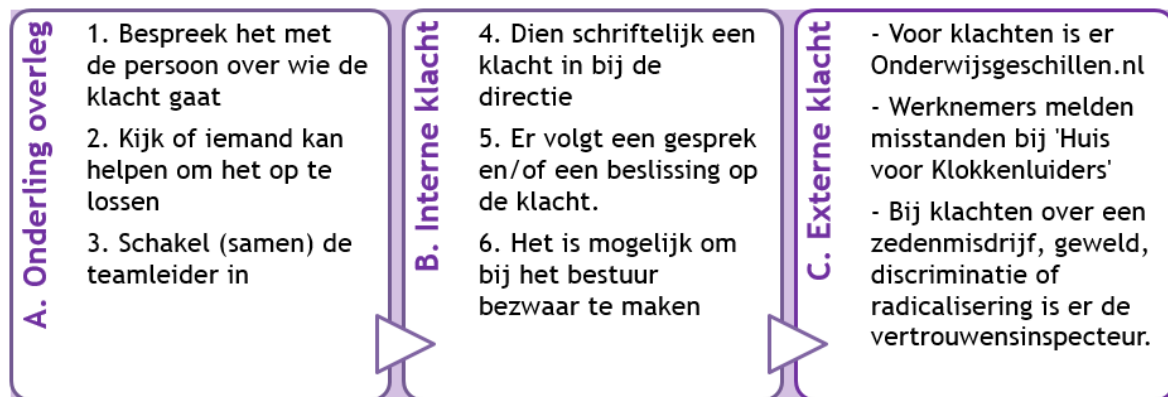 A. Onderling overleg
1. Bespreek het met
de persoon over wie de
klacht gaat
2. Kijk of iemand kan
helpen om het op te
lossen
3. Schakel (samen) de
teamleider in
B. Interne klacht
4. Dien schriftelijk een
klacht in bij de
directie
5. Er volgt een gesprek
en/of een beslissing op
de klacht.
6. Het is mogelijk om
bij het bestuur
bezwaar te maken
C. Externe klacht
- Voor klachten is er
Onderwijsgeschillen.nl
- Werknemers melden
misstanden bij 'Huis
voor Klokkenluiders'
- Bij klachten over een
zedenmisdrijf, geweld,
discriminatie of
radicalisering is er de
vertrouwensinspecteur.